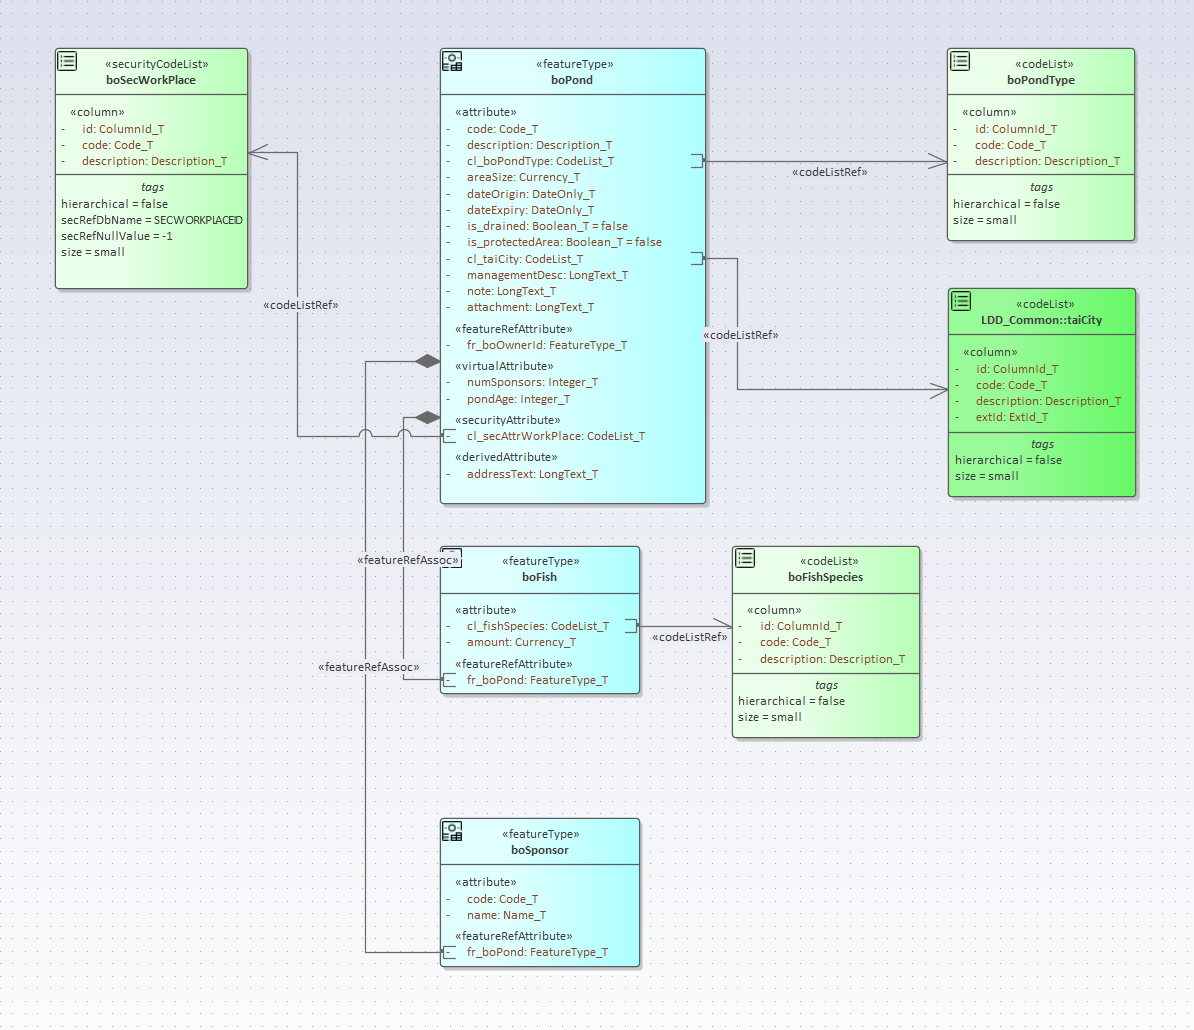 «securityCodeList»
boSecWorkPlace
«column»
- id: ColumnId_T
- code: Code_T
- description: Description_T
tags
hierarchical = false
secRefDbName = SECWORKPLACEID
secRefNullValue = -1
size = small
«codeListRef»
«featureType»
boPond
«attribute»
- code: Code_T
- description: Description_T
- cl_boPondType: CodeList_T
- areaSize: Currency_T
- dateOrigin: DateOnly_T
- dateExpiry: DateOnly_T
- is_drained: Boolean_T = false
- is_protectedArea: Boolean_T = false
- cl_taiCity: CodeList_T
- managementDesc: LongText_T
- note: LongText_T
- attachment: LongText_T
«featureRefAttribute»
- fr_boOwnerId: FeatureType_T
«virtualAttribute»
- numSponsors: Integer_T
- pondAge: Integer_T
«securityAttribute»
- cl_secAttrWorkPlace: CodeList_T
«derivedAttribute»
- addressText: LongText_T
«codeListRef»
«featureType»
boPondType
«column»
- id: ColumnId_T
- code: Code_T
- description: Description_T
tags
hierarchical = false
size = small
«codeListRef»
«codeList»
LDD_Common::taiCity
«column»
- id: ColumnId_T
- code: Code_T
- description: Description_T
- extId: ExtId_T
tags
hierarchical = false
size = small
«featureRefAssoc»
«featureType»
boFish
«attribute»
- cl_fishSpecies: CodeList_T
- amount: Currency_T
«featureRefAttribute»
- fr_boPond: FeatureType_T
«codeListRef»
«codeList»
boFishSpecies
«column»
- id: ColumnId_T
- code: Code_T
- description: Description_T
tags
hierarchical = false
size = small
«featureRefAssoc»
«featureType»
boSponsor
«attribute»
- code: Code_T
- name: Name_T
«featureRefAttribute»
- fr_boPond: FeatureType_T